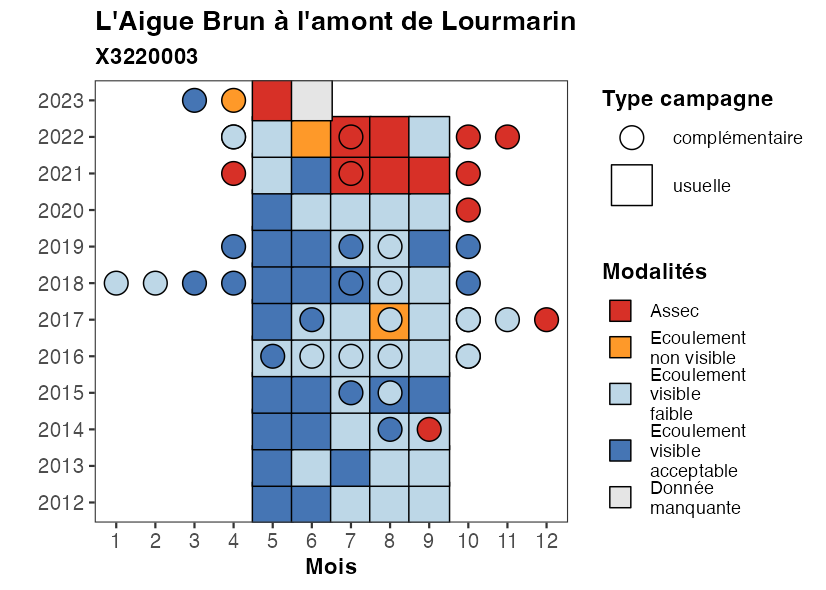 L'Aigue Brun à l'amont de Lourmarin
X3220003
2023
2022
2021
2020
2019
2018
2017
2016
2015
2014
2013
2012
1 2 3 4 5 6 7 8 9 10 11 12
Mois
Type campagne
complémentaire
usuelle
Modalités
Assec
Ecoulement
non visible
Ecoulement
visible
faible
Ecoulement
visible
acceptable
Donnée
manquante